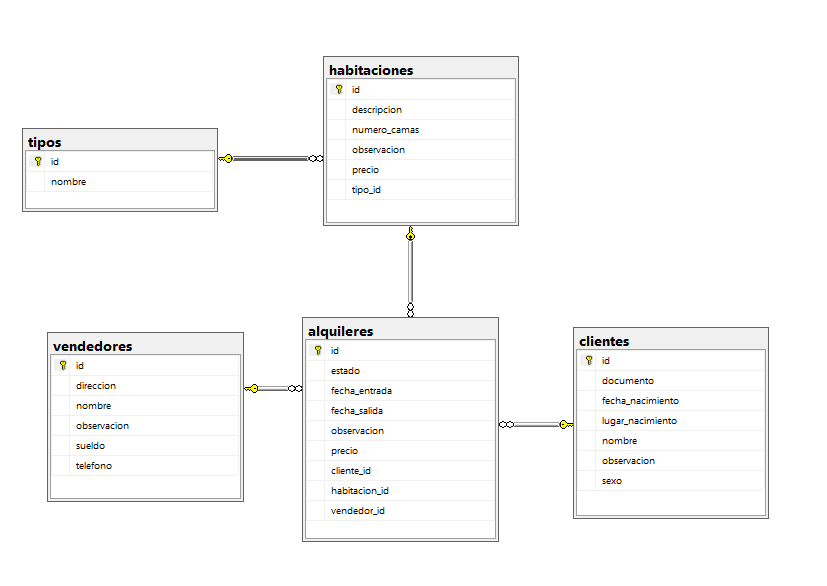 habitaciones
id
descripcion
numero_camas
observacion
precio
tipo_id
tipos
id
nombre
alquileres
id
estado
fecha_entrada
fecha_salida
observacion
precio
cliente_id
habitacion_id
vendedor_id
vendedores
id
direccion
nombre
observacion
sueldo
telefono
clientes
id
documento
fecha_nacimiento
lugar_nacimiento
nombre
observacion
sexo